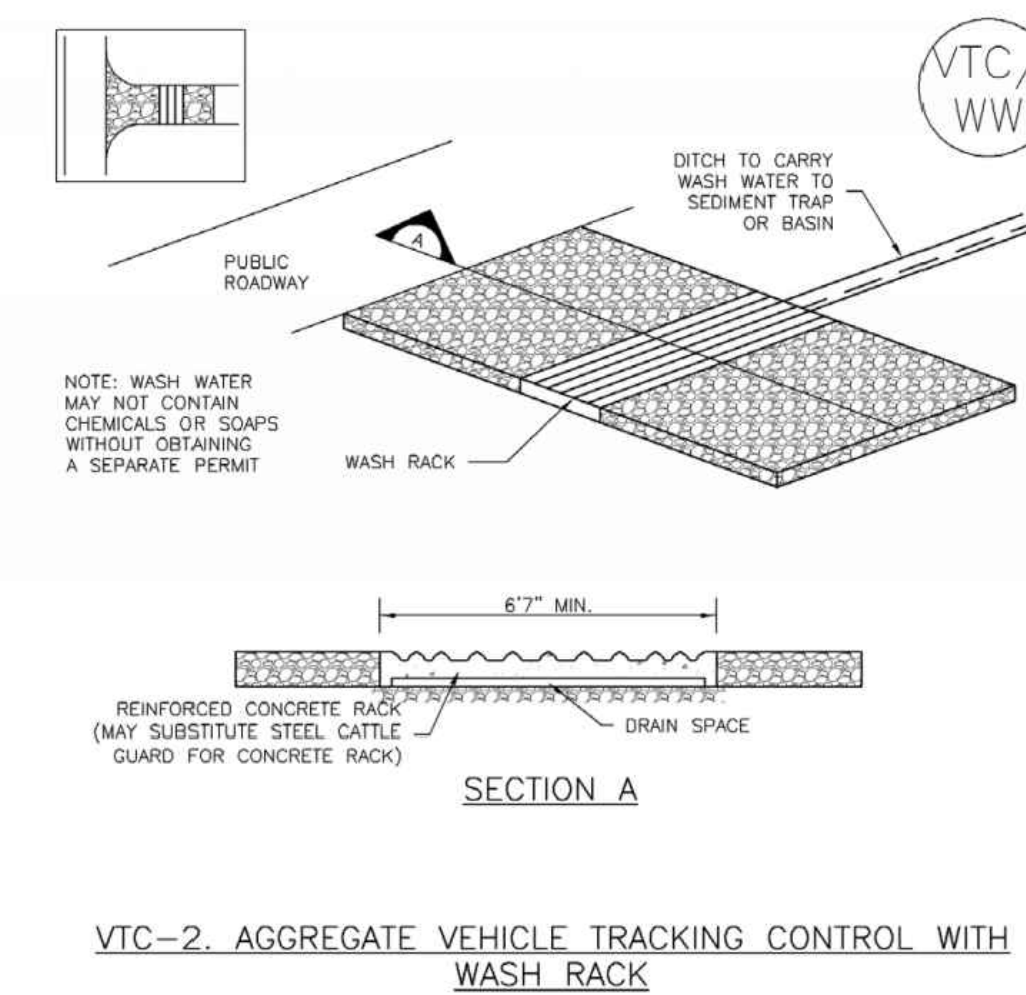 VTC/
WW
DITCH TO CARRY
WASH WATER TO
SEDIMENT TRAP
OR BASIN
A
PUBLIC
ROADWAY
NOTE: WASH WATER
MAY NOT CONTAIN
CHEMICALS OR SOAPS
WITHOUT OBTAINING
A SEPARATE PERMIT
WASH RACK
6'7" MIN.
REINFORCED CONCRETE RACK
(MAY SUBSTITUTE STEEL CATTLE
GUARD FOR CONCRETE RACK)
DRAIN SPACE
SECTION A
VTC-2. AGGREGATE VEHICLE TRACKING CONTROL WITH
WASH RACK